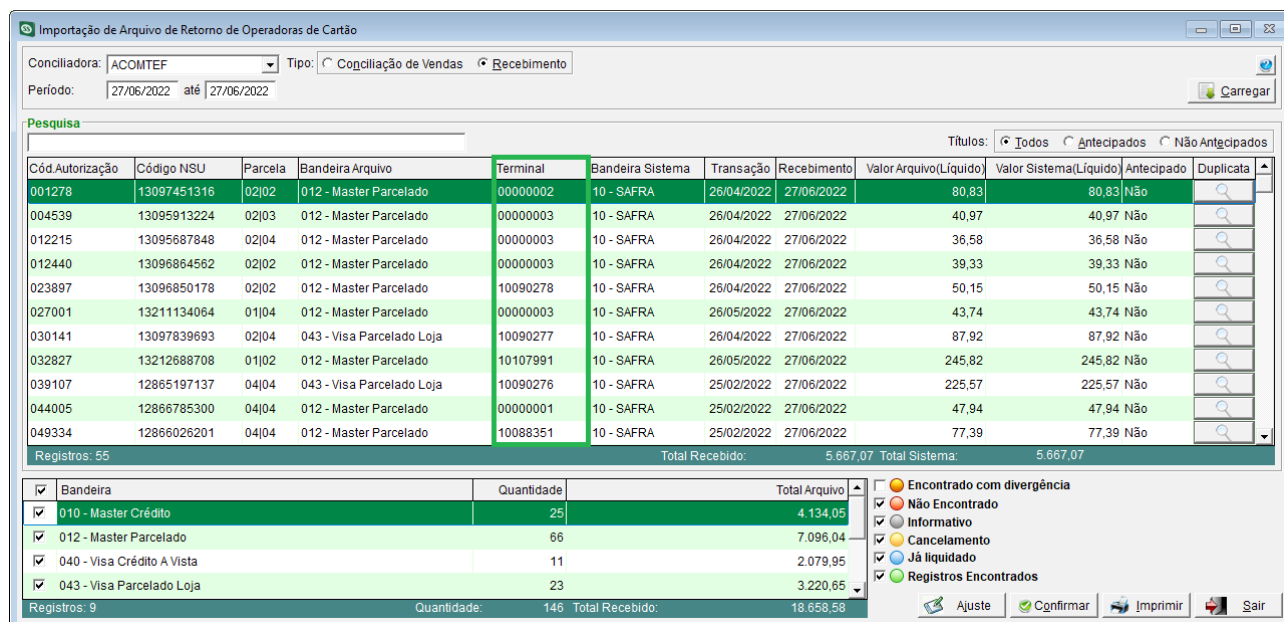 Importação de Arquivo de Retorno de Operadoras de Cartão
Conciliadora: ACOMTEF Tipo: Conciliação de Vendas Recebimento
Período: 27/06/2022 até 27/06/2022 Carregar
Pesquisa
Títulos: Todos Antecipados Não Antecipados
Cód.Autorização Código NSU Parcela Bandeira Arquivo Terminal Bandeira Sistema Transação Recebimento Valor Arquivo(Líquido) Valor Sistema(Líquido) Antecipado Duplicata
001278 13097451316 02|02 012 - Master Parcelado 00000002 10 - SAFRA 26/04/2022 27/06/2022 80,83 80,83 Não
004539 13095913224 02|03 012 - Master Parcelado 00000003 10 - SAFRA 26/04/2022 27/06/2022 40,97 40,97 Não
012215 13095687848 02|04 012 - Master Parcelado 00000003 10 - SAFRA 26/04/2022 27/06/2022 36,58 36,58 Não
012440 13096864562 02|02 012 - Master Parcelado 00000003 10 - SAFRA 26/04/2022 27/06/2022 39,33 39,33 Não
023897 13096850178 02|02 012 - Master Parcelado 10090278 10 - SAFRA 26/04/2022 27/06/2022 50,15 50,15 Não
027001 13211134064 01|04 012 - Master Parcelado 00000003 10 - SAFRA 26/05/2022 27/06/2022 43,74 43,74 Não
030141 13097839693 02|04 043 - Visa Parcelado Loja 10090277 10 - SAFRA 26/04/2022 27/06/2022 87,92 87,92 Não
032827 13212688708 01|02 012 - Master Parcelado 10107991 10 - SAFRA 26/05/2022 27/06/2022 245,82 245,82 Não
039107 12865197137 04|04 043 - Visa Parcelado Loja 10090276 10 - SAFRA 25/02/2022 27/06/2022 225,57 225,57 Não
044005 12866785300 04|04 012 - Master Parcelado 00000001 10 - SAFRA 25/02/2022 27/06/2022 47,94 47,94 Não
049334 12866026201 04|04 012 - Master Parcelado 10088351 10 - SAFRA 25/02/2022 27/06/2022 77,39 77,39 Não
Registros: 55 Total Recebido: 5.667,07 Total Sistema: 5.667,07
Bandeira Quantidade Total Arquivo
010 - Master Crédito 25 4.134,05
012 - Master Parcelado 66 7.096,04
040 - Visa Crédito A Vista 11 2.079,95
043 - Visa Parcelado Loja 23 3.220,65
Registros: 9 Quantidade: 146 Total Recebido: 18.658,58
Encontrado com divergência
Não Encontrado
Informativo
Cancelamento
Já liquidado
Registros Encontrados
Ajuste Confirmar Imprimir Sair